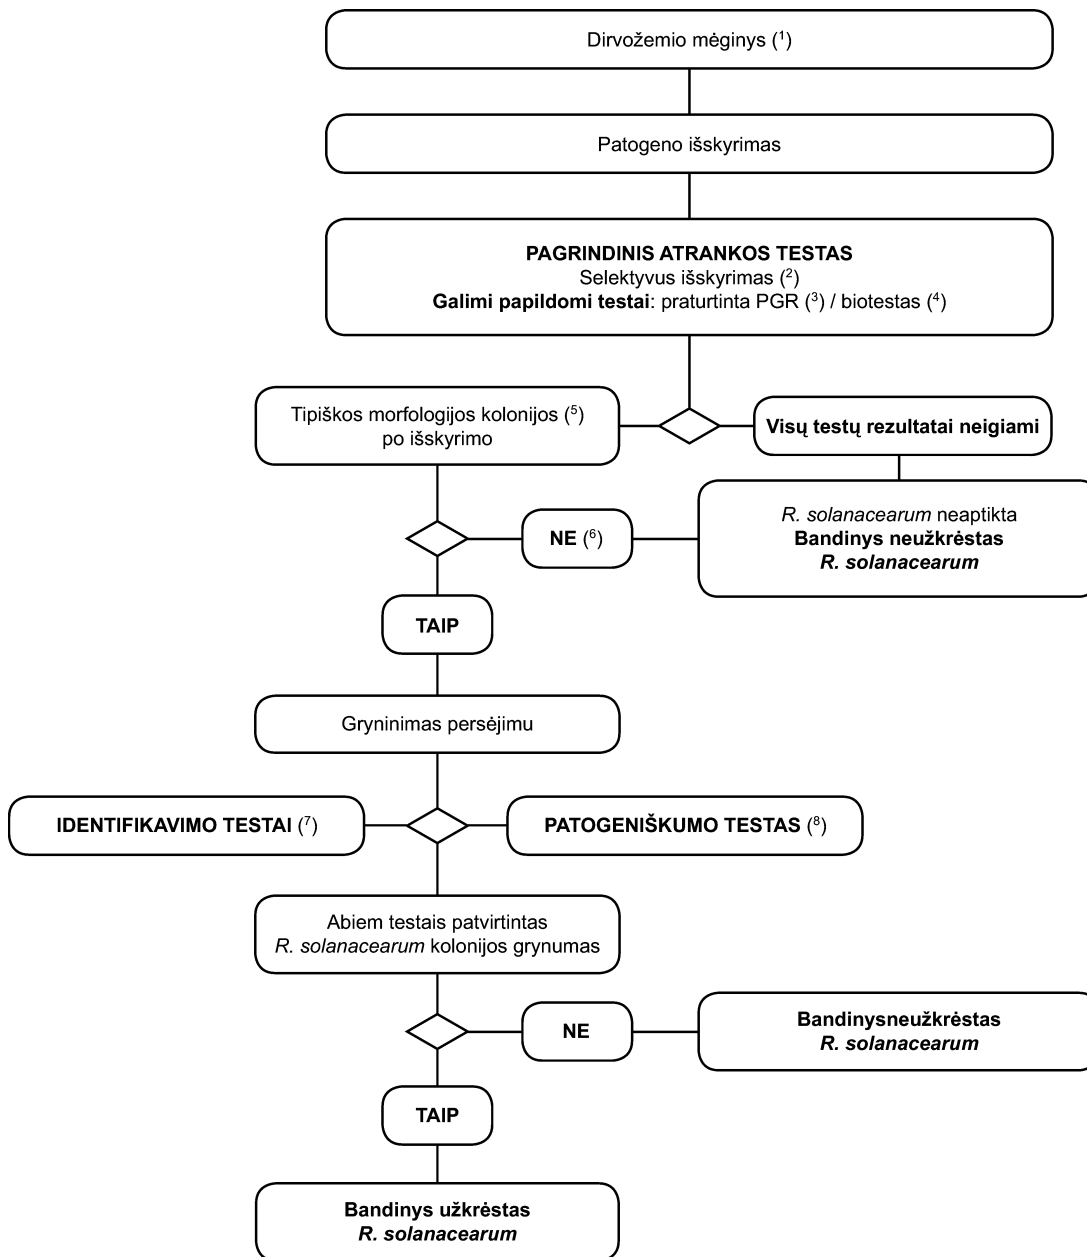 Dirvožemio mėginys (¹)
Patogeno išskyrimas
PAGRINDINIS ATRANKOS TESTAS
Selektyvus išskyrimas (²)
Galimi papildomi testai: praturtinta PGR (³) / biotestas (⁴)
Tipiškos morfologijos kolonijos (⁵)
po išskyrimo
Visų testų rezultatai neigiami
NE (⁶)
R. solanacearum neaptikta
Bandinys neužkrėstas
R. solanacearum
TAIP
Gryninimas persėjimu
IDENTIFIKAVIMO TESTAI (⁷)
PATOGENIŠKUMO TESTAS (⁸)
Abiem testais patvirtintas
R. solanacearum kolonijos grynumas
NE
Bandinysneužkrėstas
R. solanacearum
TAIP
Bandinys užkrėstas
R. solanacearum